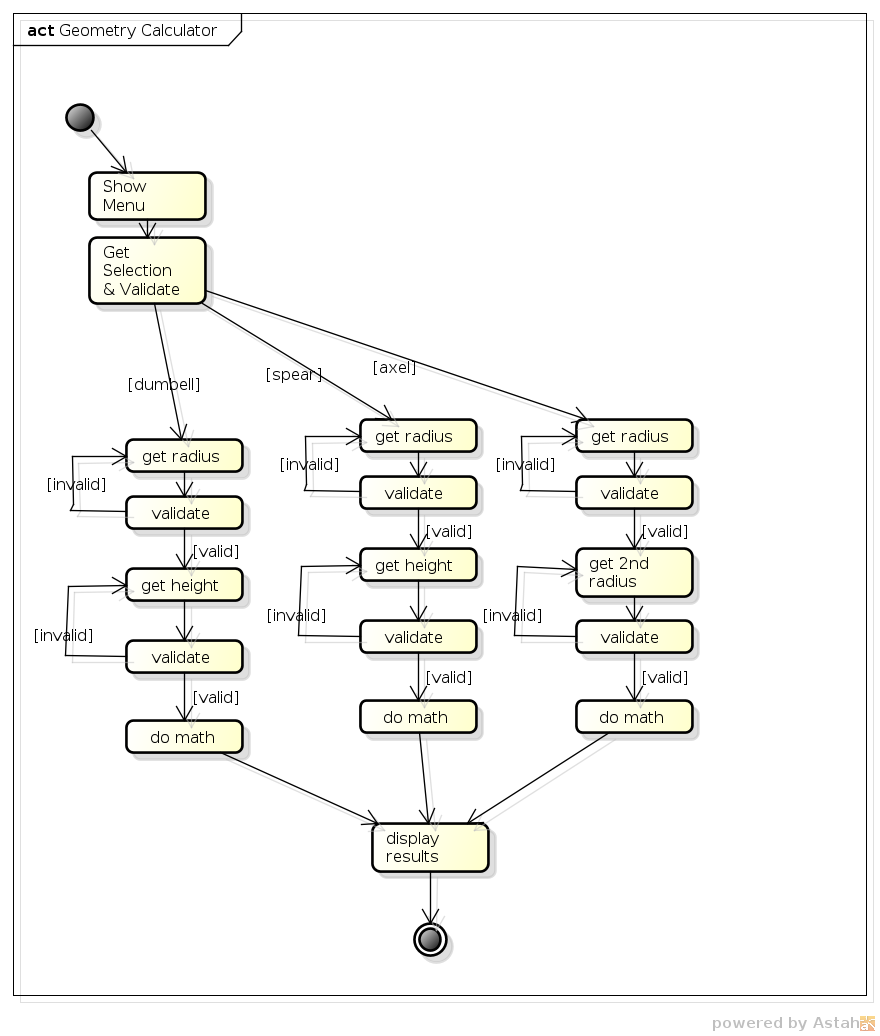 act Geometry Calculator
Show
Menu
Get
Selection
& Validate
[dumbell]
[spear]
[axel]
get radius
get radius
get radius
[invalid]
[invalid]
[invalid]
validate
validate
validate
[valid]
[valid]
[valid]
get height
get height
get 2nd
radius
[invalid]
[invalid]
[invalid]
validate
validate
validate
[valid]
[valid]
[valid]
do math
do math
do math
display
results
powered by Astah